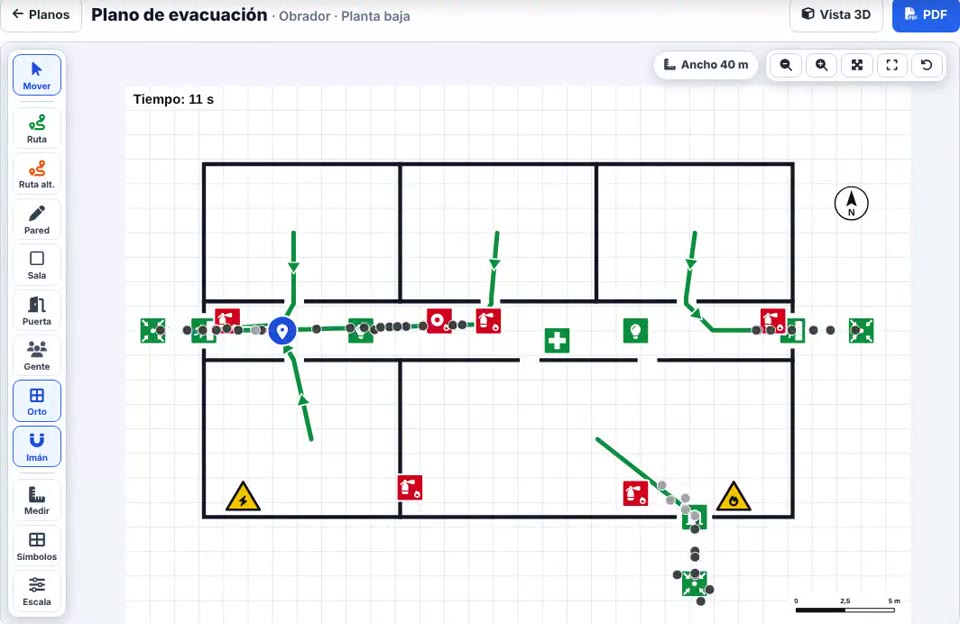 Planos
Plano de evacuación · Obrador · Planta baja
Vista 3D
PDF
Mover
Ruta
Ruta alt.
Pared
Sala
Puerta
Gente
Orto
Imán
Medir
Símbolos
Escala
Ancho 40 m
Tiempo: 11 s
N
0 2,5 5 m